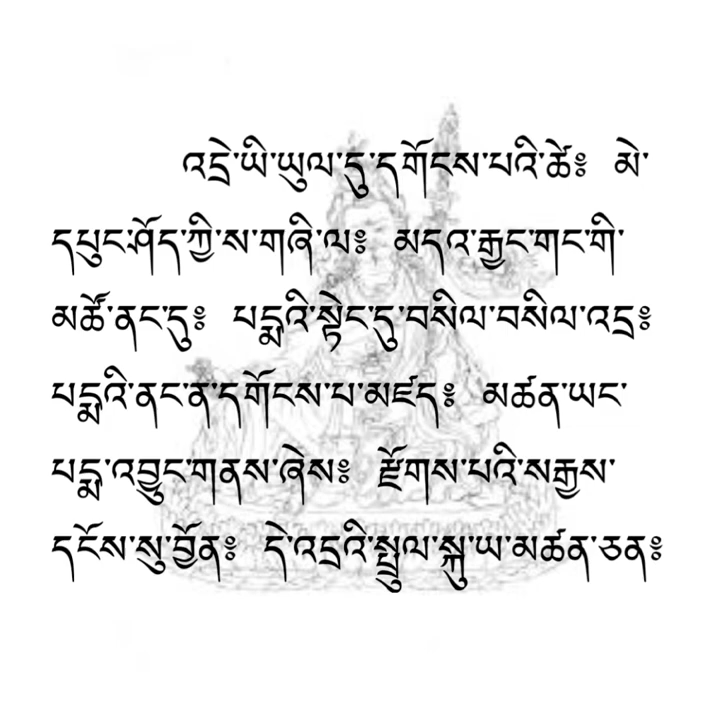 འདྲེ་ཡི་ཡུལ་དུ་དགོངས་པའི་ཚེ༔ མེ་
དཔུང་ཤོད་ཀྱི་ས་གཞི་ལ༔ མདའ་རྒྱང་གང་གི་
མཚོ་ནང་དུ༔ པདྨའི་སྟེང་དུ་བསིལ་བསིལ་འདྲ༔
པདྨའི་ནང་ན་དགོངས་པ་མཛད༔ མཚན་ཡང་
པདྨ་འབྱུང་གནས་ཞེས༔ རྫོགས་པའི་སརྒྱས་
དངོས་སུ་བྱོན༔ དེ་འདྲའི་སྤྲུལ་སྐུ་ཡ་མཚན་ཅན༔